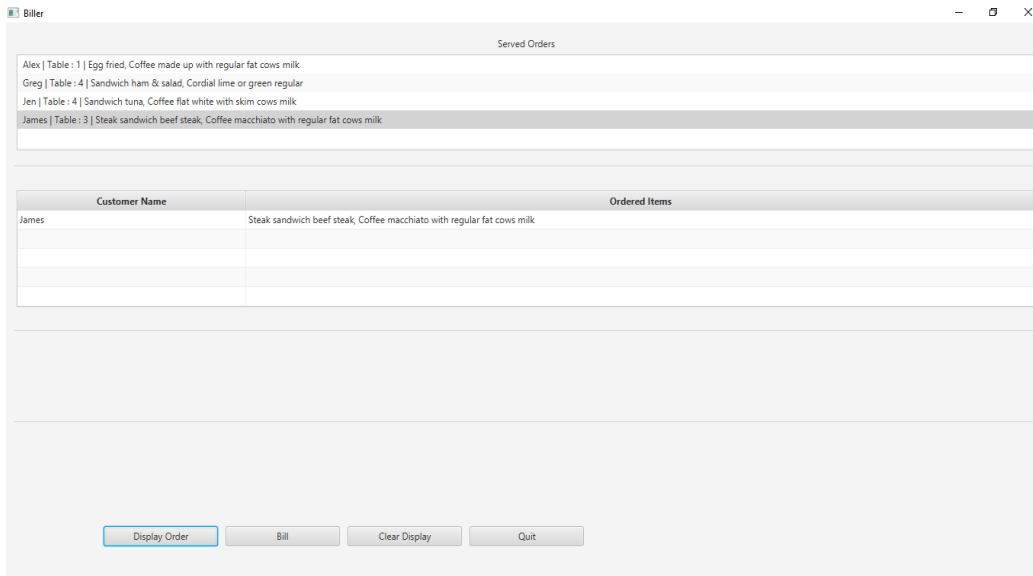 Biller
Served Orders
Alex | Table : 1 | Egg fried, Coffee made up with regular fat cows milk
Greg | Table : 4 | Sandwich ham & salad, Cordial lime or green regular
Jen | Table : 4 | Sandwich tuna, Coffee flat white with skim cows milk
James | Table : 3 | Steak sandwich beef steak, Coffee macchiato with regular fat cows milk
Customer Name Ordered Items
James Steak sandwich beef steak, Coffee macchiato with regular fat cows milk
Display Order Bill Clear Display Quit